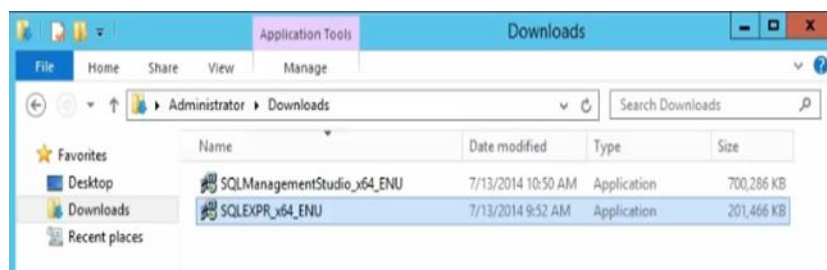 Application Tools Downloads
File Home Share View Manage
Administrator Downloads Search Downloads
Favorites Name Date modified Type Size
Desktop SQLManagementStudio_x64_ENU 7/13/2014 10:50 AM Application 700,286 KB
Downloads SQLEXPR_x64_ENU 7/13/2014 9:52 AM Application 201,466 KB
Recent places